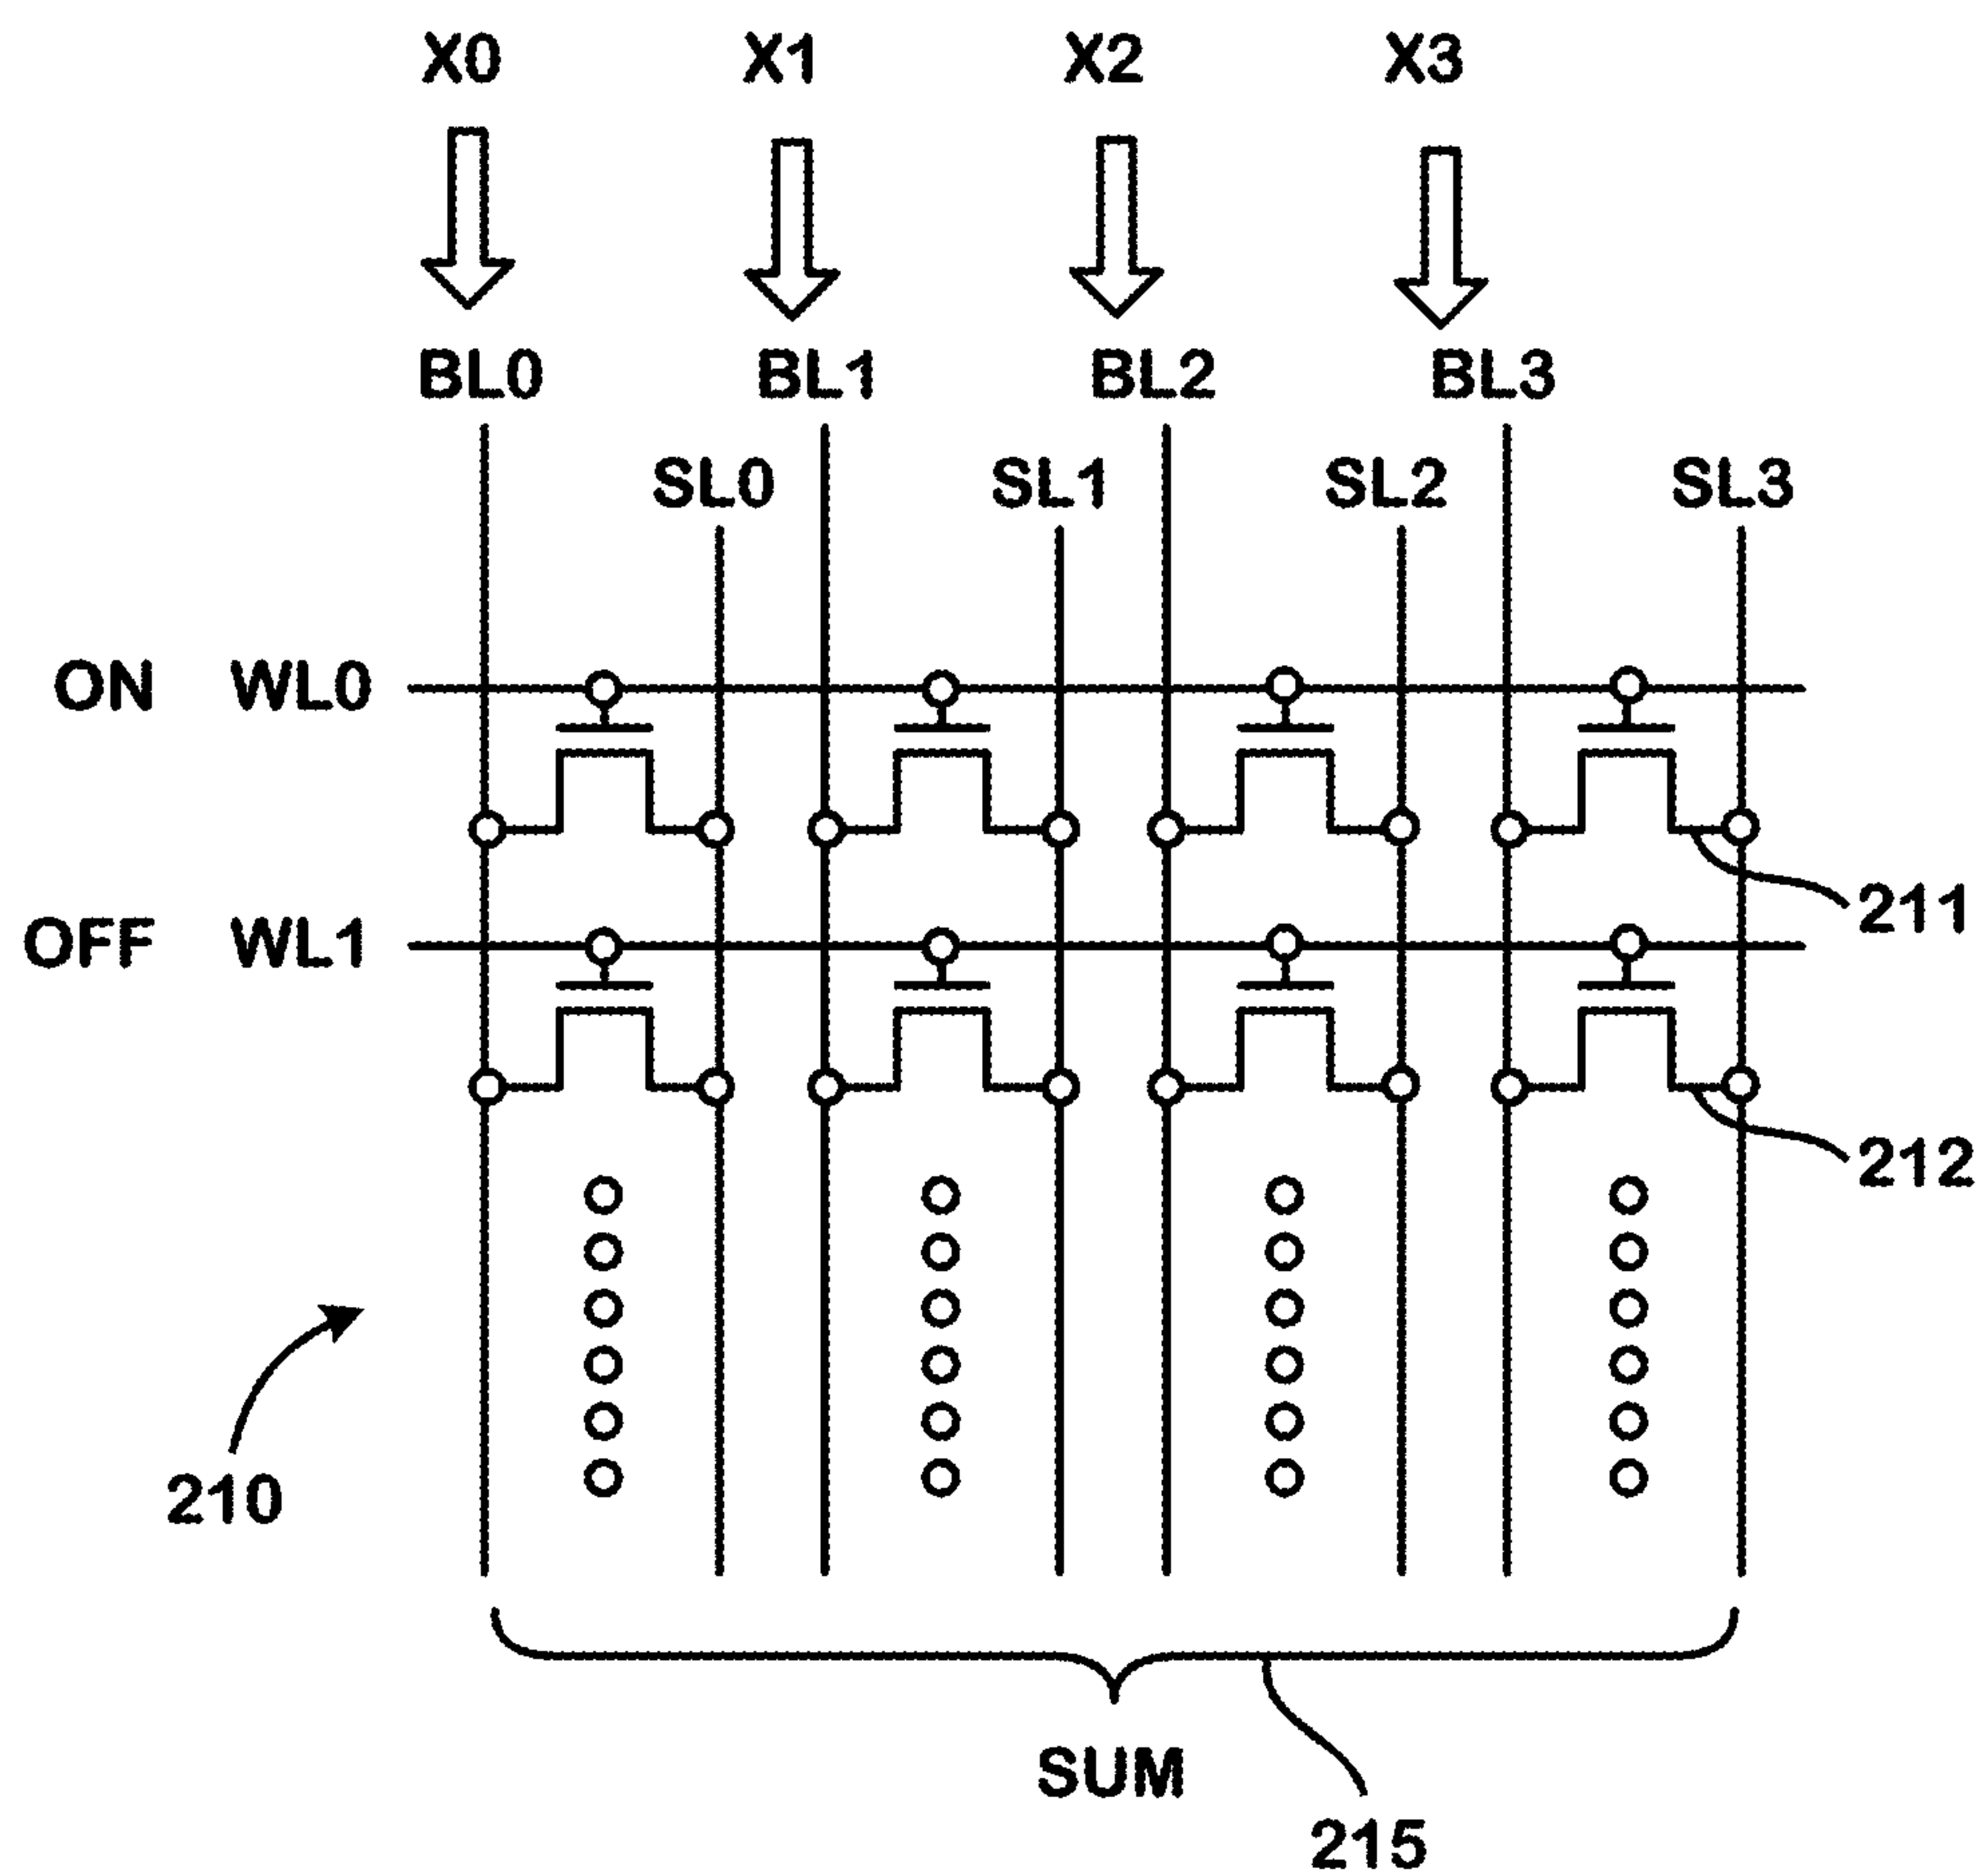 X0 X1 X2 X3
BL0 BL1 BL2 BL3
SL0 SL1 SL2 SL3
ON WL0
211
OFF WL1
212
210
SUM
215